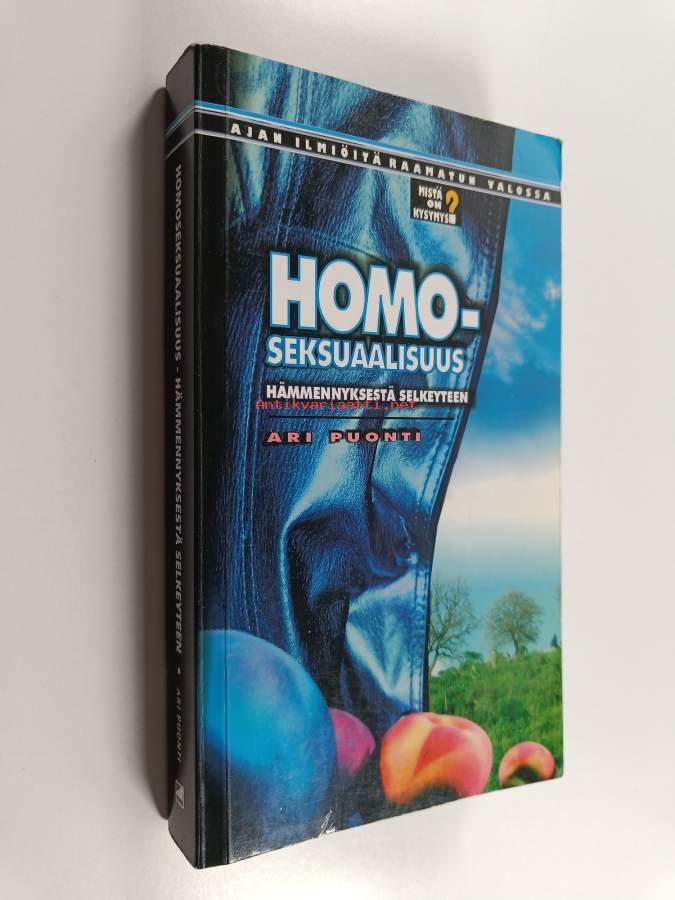 AJAN ILMIÖITÄ RAAMATUN VALOSSA
MISTÄ
ON
KYSYMYS?
HOMO-
SEKSUAALISUUS
HÄMMENNYKSESTÄ SELKEYTEEN
Antikvariaatti.net
ARI PUONTI
HOMOSEKSUAALISUUS - HÄMMENNYKSESTÄ SELKEYTEEN • ARI PUONTI